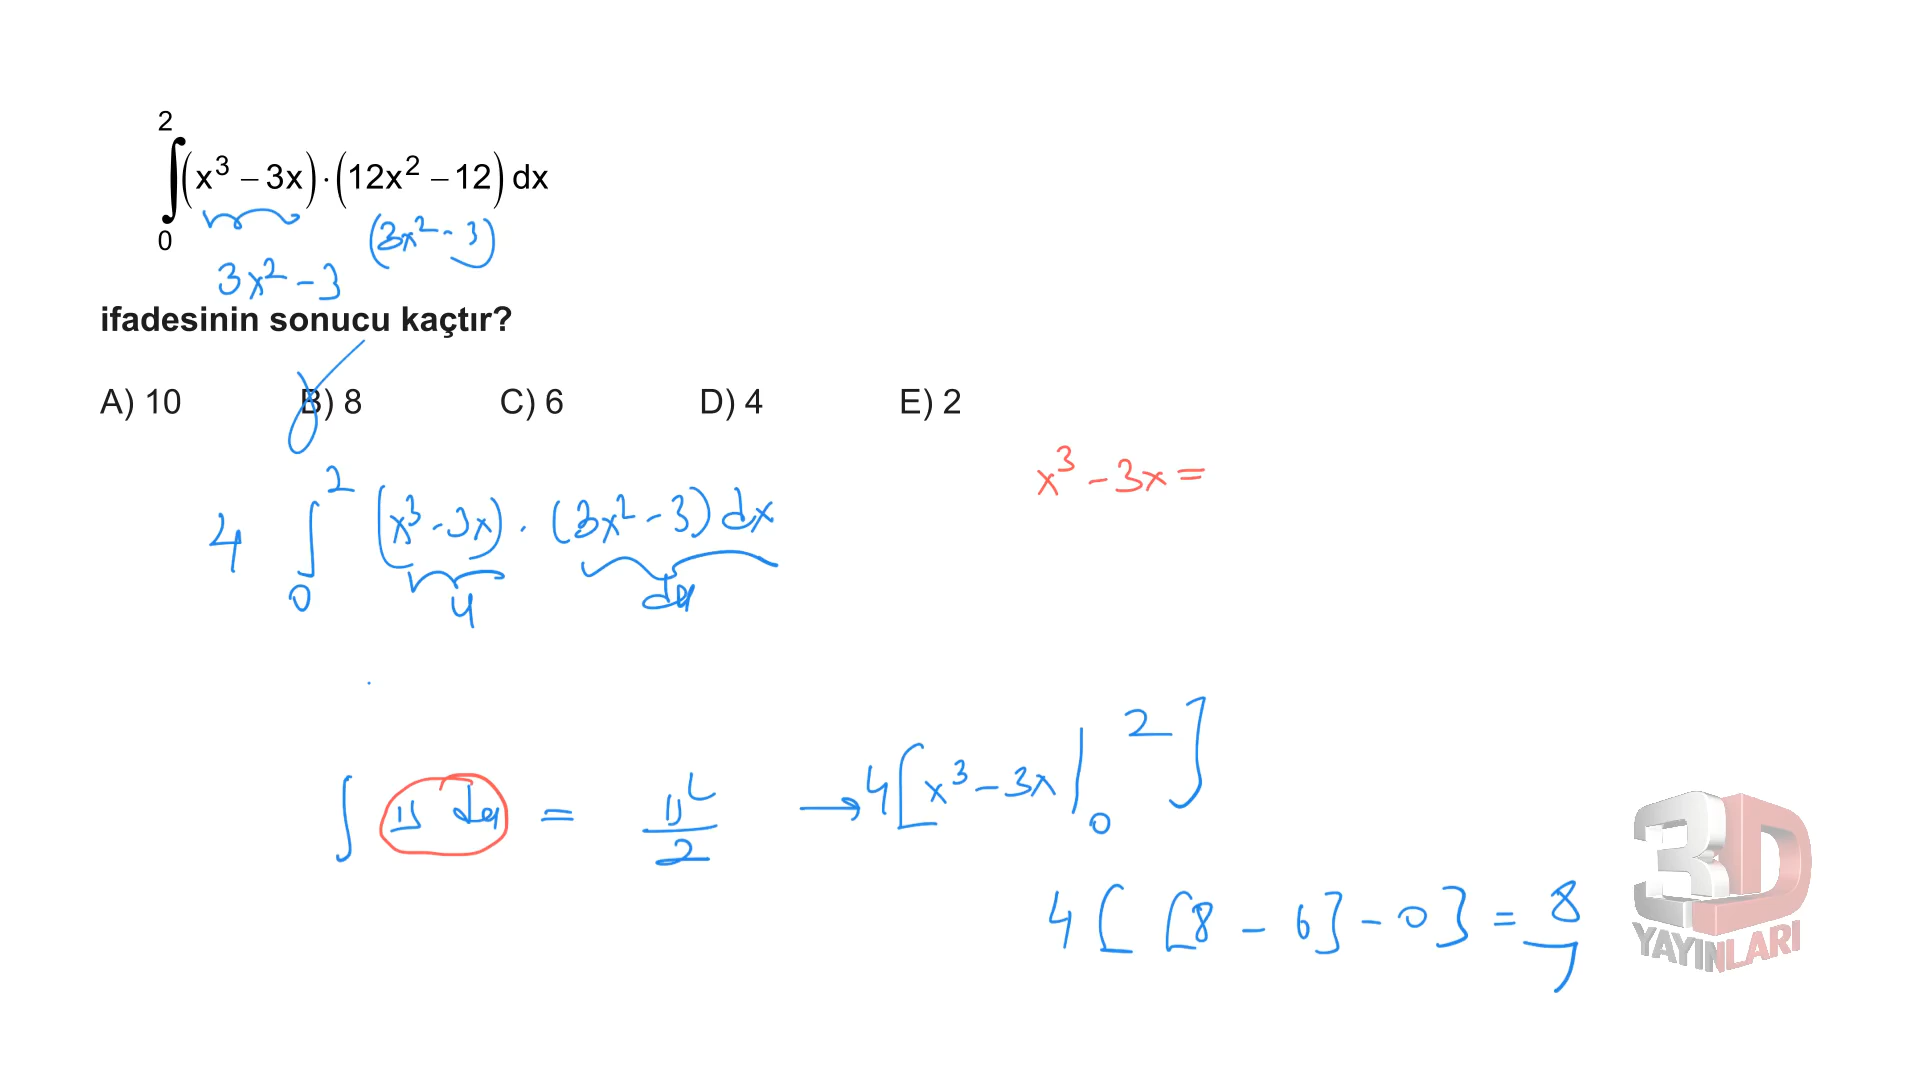 ∫₀² (x³ – 3x) · (12x² – 12) dx
(3x² - 3)
3x² - 3
ifadesinin sonucu kaçtır?
A) 10 B) 8 C) 6 D) 4 E) 2
x³ - 3x =
4 ∫₀² (x³ - 3x) · (3x² - 3) dx
u du
∫ u du = u²/2 → 4[x³ - 3x |₀²]
4[[8 - 6] - 0] = 8
3D
YAYINLARI